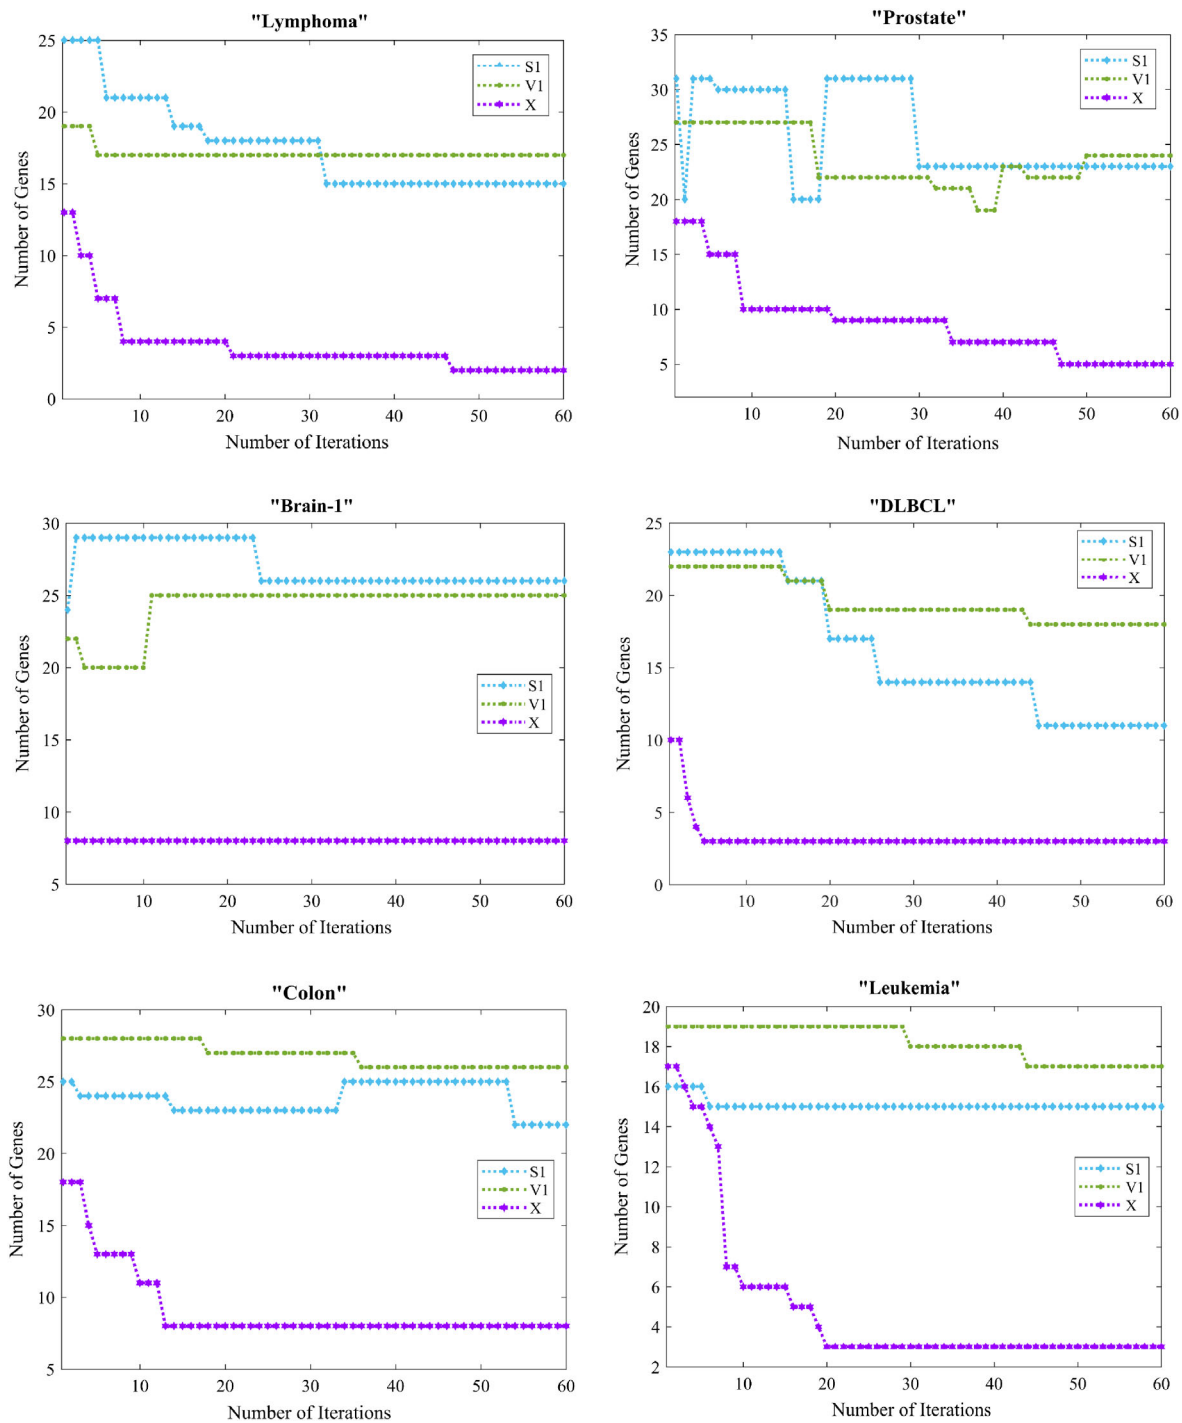 "Lymphoma"
25
20
15
10
5
0
Number of Genes
S1
V1
X
10 20 30 40 50 60
Number of Iterations
"Prostate"
35
30
25
20
15
10
5
Number of Genes
S1
V1
X
10 20 30 40 50 60
Number of Iterations
"Brain-1"
30
25
20
25
10
5
Number of Genes
S1
V1
X
10 20 30 40 50 60
Number of Iterations
"DLBCL"
25
20
15
10
5
0
Number of Genes
S1
V1
X
10 20 30 40 50 60
Number of Iterations
"Colon"
30
25
20
15
10
5
Number of Genes
S1
V1
X
10 20 30 40 50 60
Number of Iterations
"Leukemia"
20
18
16
14
12
10
8
6
4
2
Number of Genes
S1
V1
X
10 20 30 40 50 60
Number of Iterations